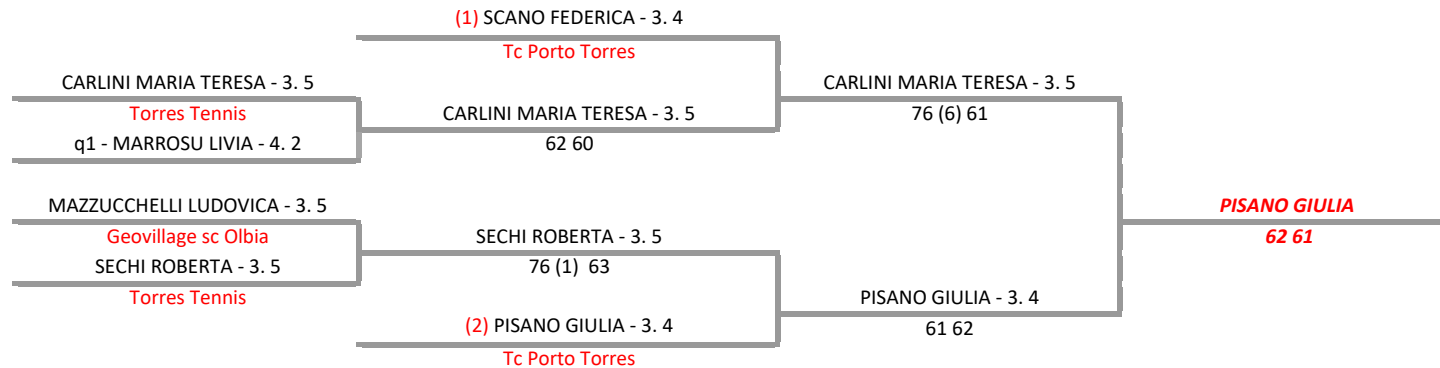 (1) SCANO FEDERICA - 3. 4
Tc Porto Torres
CARLINI MARIA TERESA - 3. 5
CARLINI MARIA TERESA - 3. 5
Torres Tennis
CARLINI MARIA TERESA - 3. 5
76 (6) 61
q1 - MARROSU LIVIA - 4. 2
62 60
MAZZUCCHELLI LUDOVICA - 3. 5
PISANO GIULIA
Geovillage sc Olbia
SECHI ROBERTA - 3. 5
62 61
SECHI ROBERTA - 3. 5
76 (1) 63
Torres Tennis
PISANO GIULIA - 3. 4
(2) PISANO GIULIA - 3. 4
61 62
Tc Porto Torres